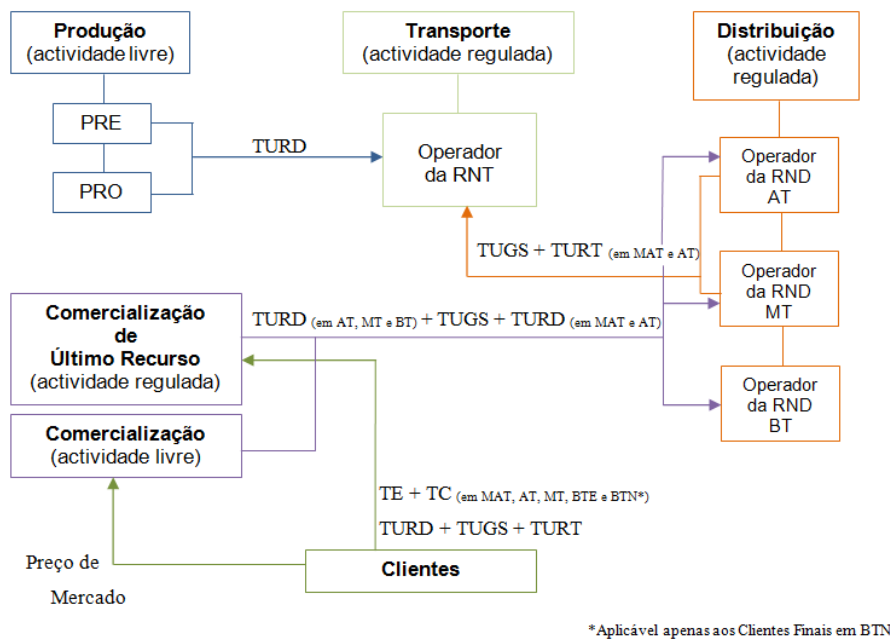 Produção
(actividade livre)
Transporte
(actividade regulada)
Distribuição
(actividade
regulada)
PRE
PRO
TURD
Operador
da RNT
Operador
da RND
AT
TUGS + TURT (em MAT e AT)
Operador
da RND
MT
Comercialização
de
Último Recurso
(actividade regulada)
TURD (em AT, MT e BT) + TUGS + TURD (em MAT e AT)
Operador
da RND
BT
Comercialização
(actividade livre)
TE + TC (em MAT, AT, MT, BTE e BTN*)
TURD + TUGS + TURT
Preço de
Mercado
Clientes
*Aplicável apenas aos Clientes Finais em BTN